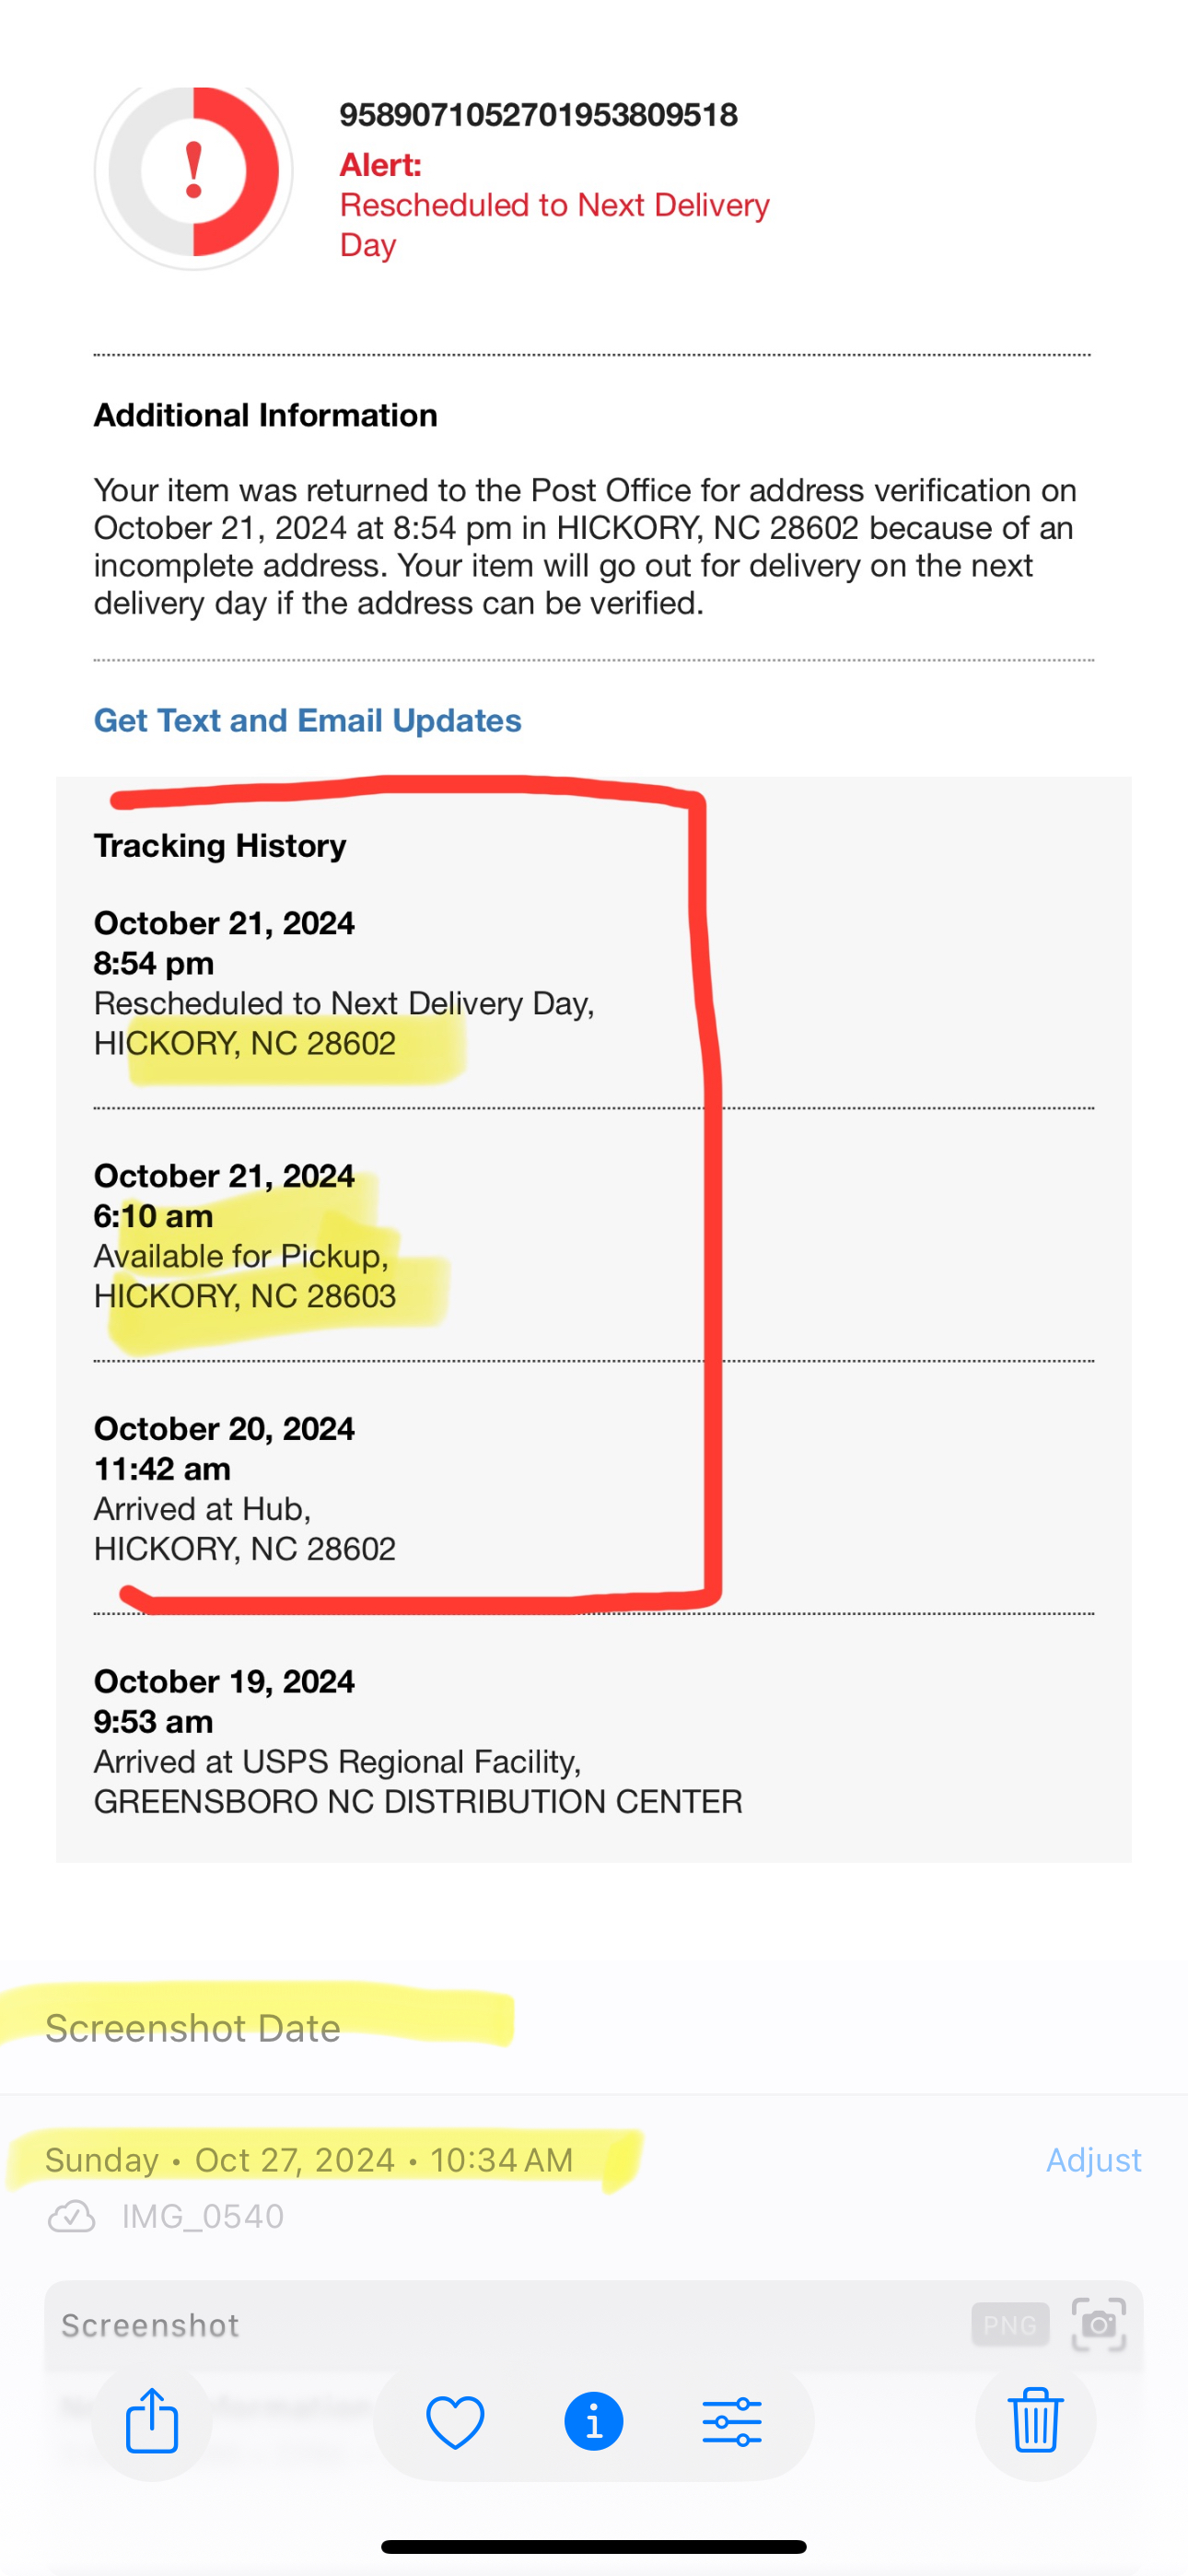 9589071052701953809518
Alert:
Rescheduled to Next Delivery
Day
Additional Information
Your item was returned to the Post Office for address verification on
October 21, 2024 at 8:54 pm in HICKORY, NC 28602 because of an
incomplete address. Your item will go out for delivery on the next
delivery day if the address can be verified.
Get Text and Email Updates
Tracking History
October 21, 2024
8:54 pm
Rescheduled to Next Delivery Day,
HICKORY, NC 28602
October 21, 2024
6:10 am
Available for Pickup,
HICKORY, NC 28603
October 20, 2024
11:42 am
Arrived at Hub,
HICKORY, NC 28602
October 19, 2024
9:53 am
Arrived at USPS Regional Facility,
GREENSBORO NC DISTRIBUTION CENTER
Screenshot Date
Sunday • Oct 27, 2024 • 10:34 AM
Adjust
IMG_0540
Screenshot
PNG